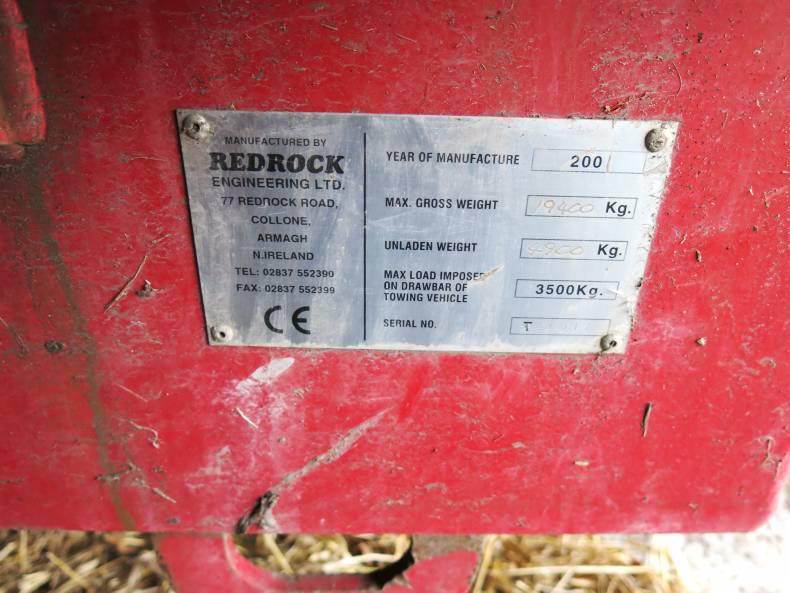 MANUFACTURED BY
REDROCK
ENGINEERING LTD.
77 REDROCK ROAD,
COLLONE,
ARMAGH
N.IRELAND
TEL: 02837 552390
FAX: 02837 552399
CE
YEAR OF MANUFACTURE 2001
MAX. GROSS WEIGHT 19400 Kg.
UNLADEN WEIGHT Kg.
MAX LOAD IMPOSED
ON DRAWBAR OF
TOWING VEHICLE
3500Kg.
SERIAL NO. T